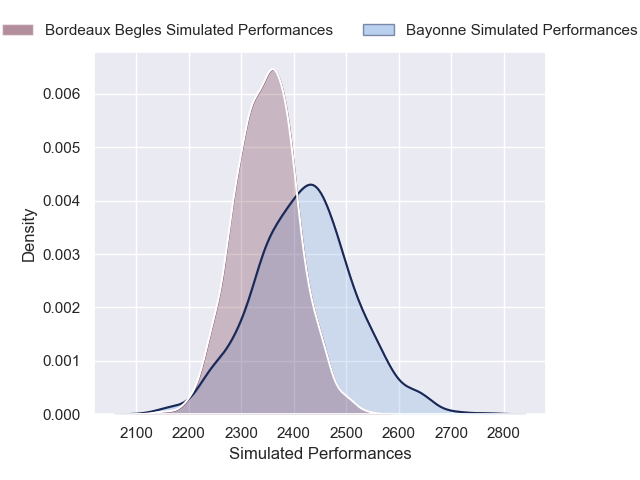 Bordeaux Begles Simulated Performances
Bayonne Simulated Performances
0.006
0.005
0.004
0.003
0.002
0.001
0.000
Density
2100 2200 2300 2400 2500 2600 2700 2800
Simulated Performances